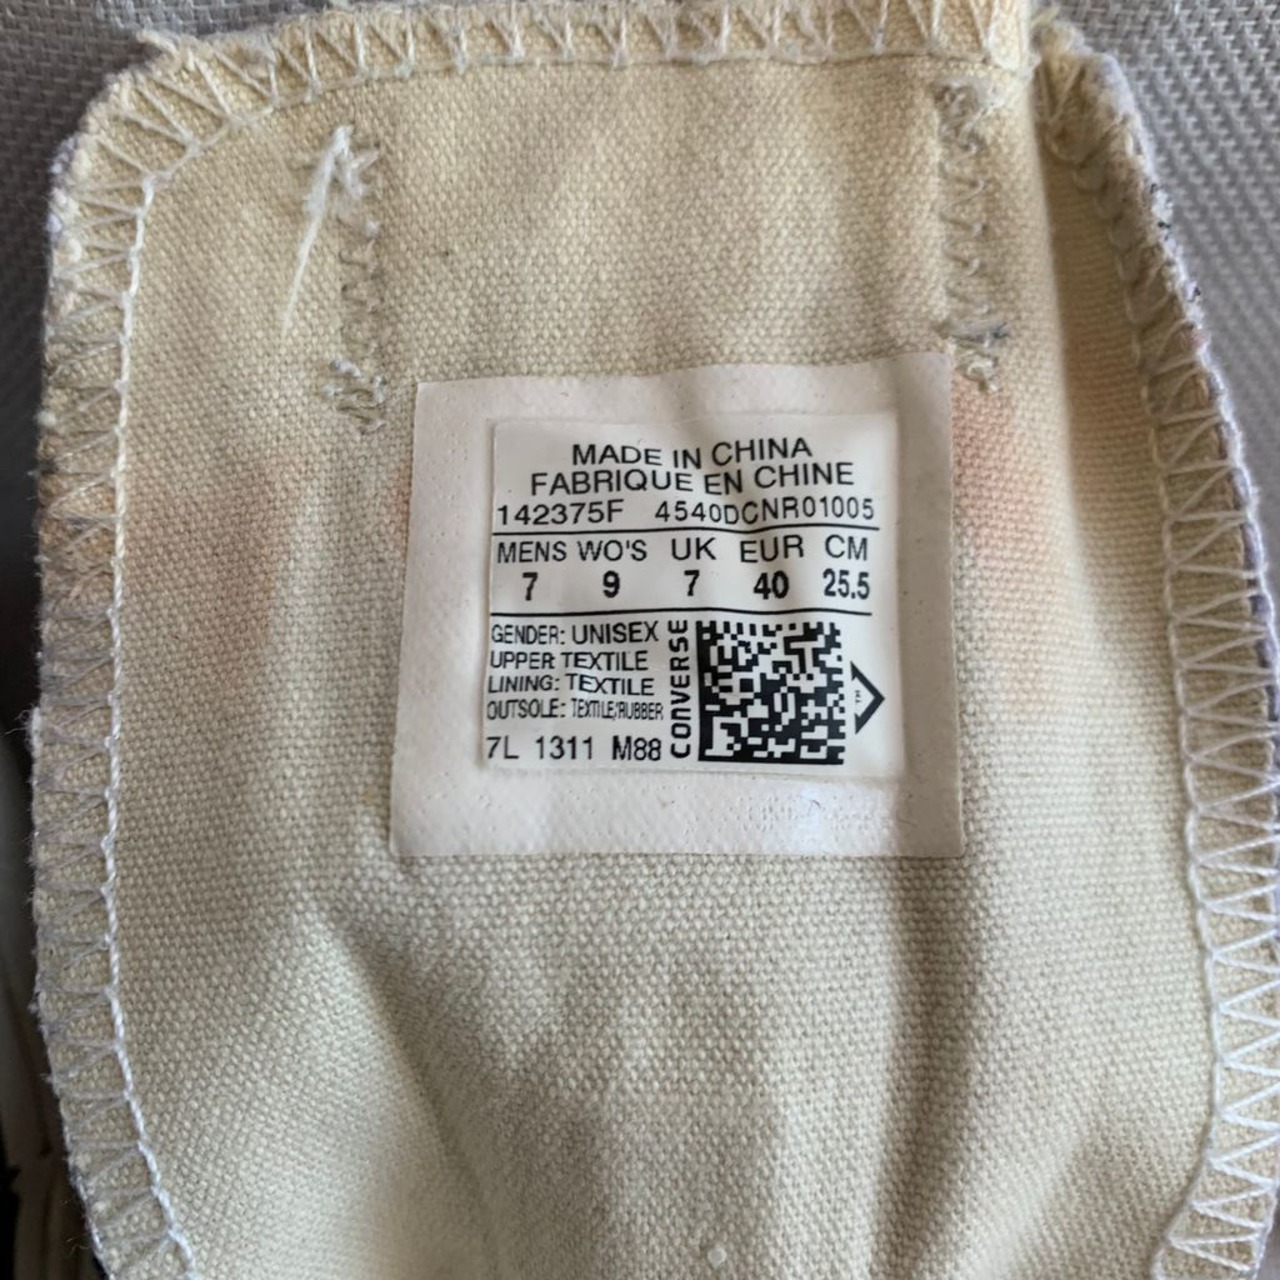 MADE IN CHINA
FABRIQUE EN CHINE
142375F 4540DCNR01005
MENS WO'S UK EUR CM
7 9 7 40 25.5
GENDER: UNISEX
UPPER: TEXTILE
LINING: TEXTILE
OUTSOLE: TEXTILE/RUBBER
7L 1311 M88
CONVERSE
TM